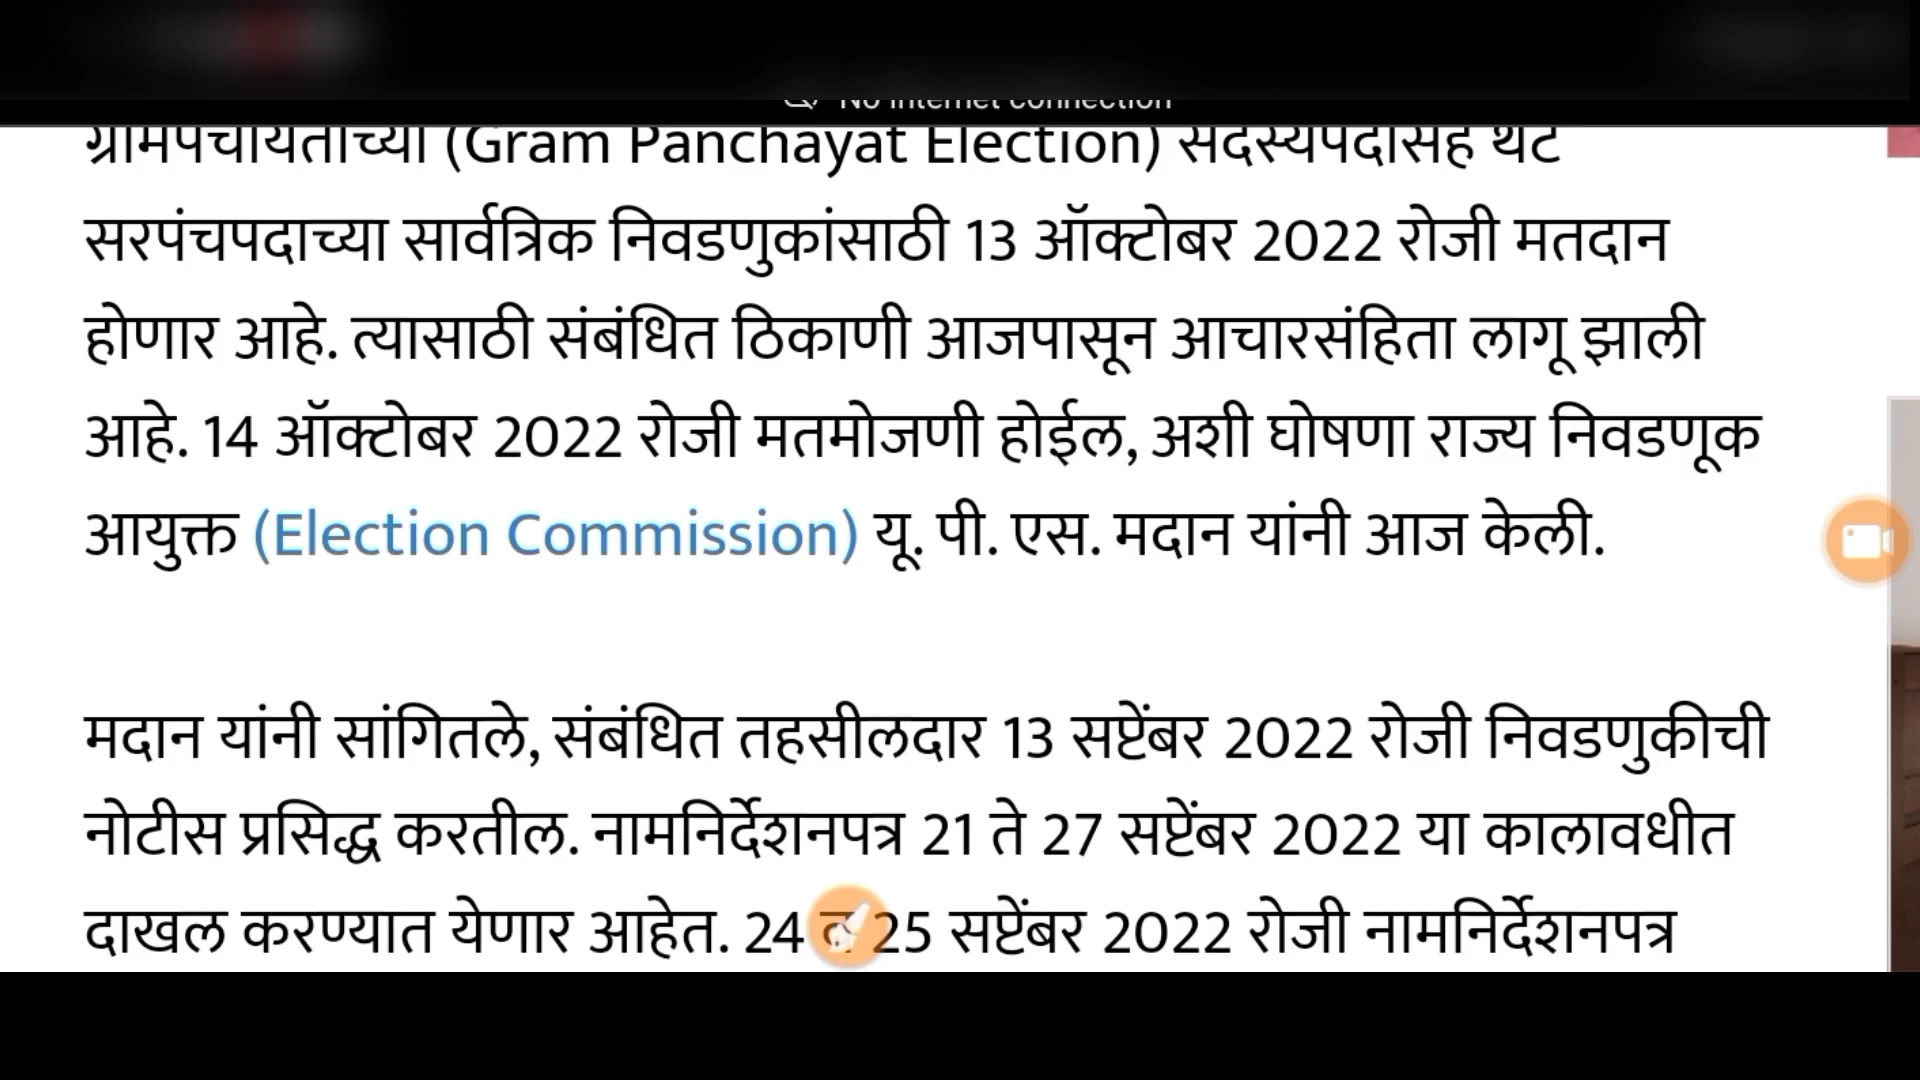 No internet connection
ग्रामपंचायतींच्या (Gram Panchayat Election) सदस्यपदांसह थेट
सरपंचपदाच्या सार्वत्रिक निवडणुकांसाठी 13 ऑक्टोबर 2022 रोजी मतदान
होणार आहे. त्यासाठी संबंधित ठिकाणी आजपासून आचारसंहिता लागू झाली
आहे. 14 ऑक्टोबर 2022 रोजी मतमोजणी होईल, अशी घोषणा राज्य निवडणूक
आयुक्त (Election Commission) यू. पी. एस. मदान यांनी आज केली.
मदान यांनी सांगितले, संबंधित तहसीलदार 13 सप्टेंबर 2022 रोजी निवडणुकीची
नोटीस प्रसिद्ध करतील. नामनिर्देशनपत्र 21 ते 27 सप्टेंबर 2022 या कालावधीत
दाखल करण्यात येणार आहेत. 24 व 25 सप्टेंबर 2022 रोजी नामनिर्देशनपत्र